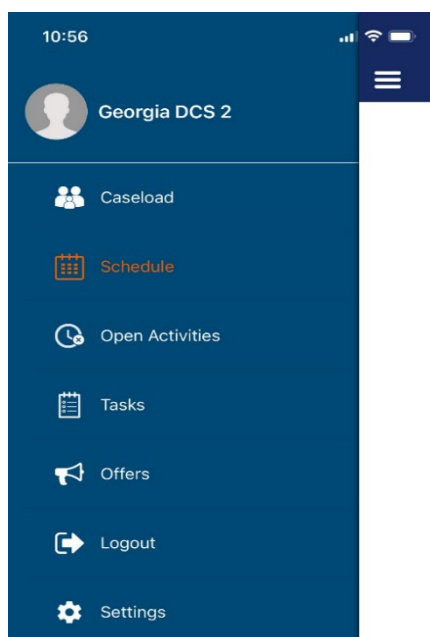 10:56
Georgia DCS 2
Caseload
Schedule
Open Activities
Tasks
Offers
Logout
Settings